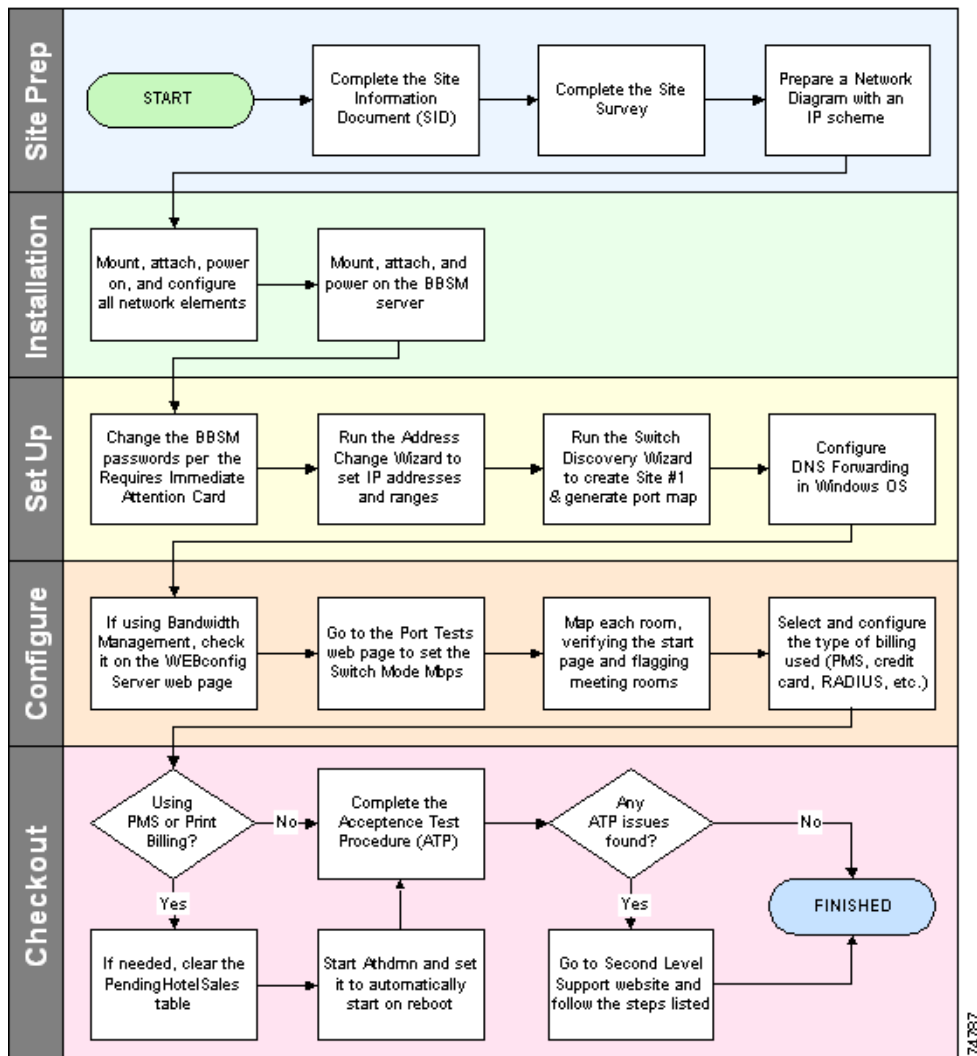 Site Prep
START
Complete the Site
Information
Document (SID)
Complete the Site
Survey
Prepare a Network
Diagram with an
IP scheme
Installation
Mount, attach, power
on, and configure
all network elements
Mount, attach, and
power on the BBSM
server
Set Up
Change the BBSM
passwords per the
Requires Immediate
Attention Card
Run the Address
Change Wizard to
set IP addresses
and ranges
Run the Switch
Discovery Wizard
to create Site #1
& generate port map
Configure
DNS Forwarding
in Windows OS
Configure
If using Bandwidth
Management, check
it on the WEBconfig
Server web page
Go to the Port Tests
web page to set the
Switch Mode Mbps
Map each room,
verifying the start
page and flagging
meeting rooms
Select and configure
the type of billing
used (PMS, credit
card, RADIUS, etc.)
Checkout
Using
PMS or Print
Billing?
No
Yes
Complete the
Acceptence Test
Procedure (ATP)
Any
ATP issues
found?
No
Yes
FINISHED
If needed, clear the
PendingHotelSales
table
Start Athdmn and set
it to automatically
start on reboot
Go to Second Level
Support website and
follow the steps listed
74787